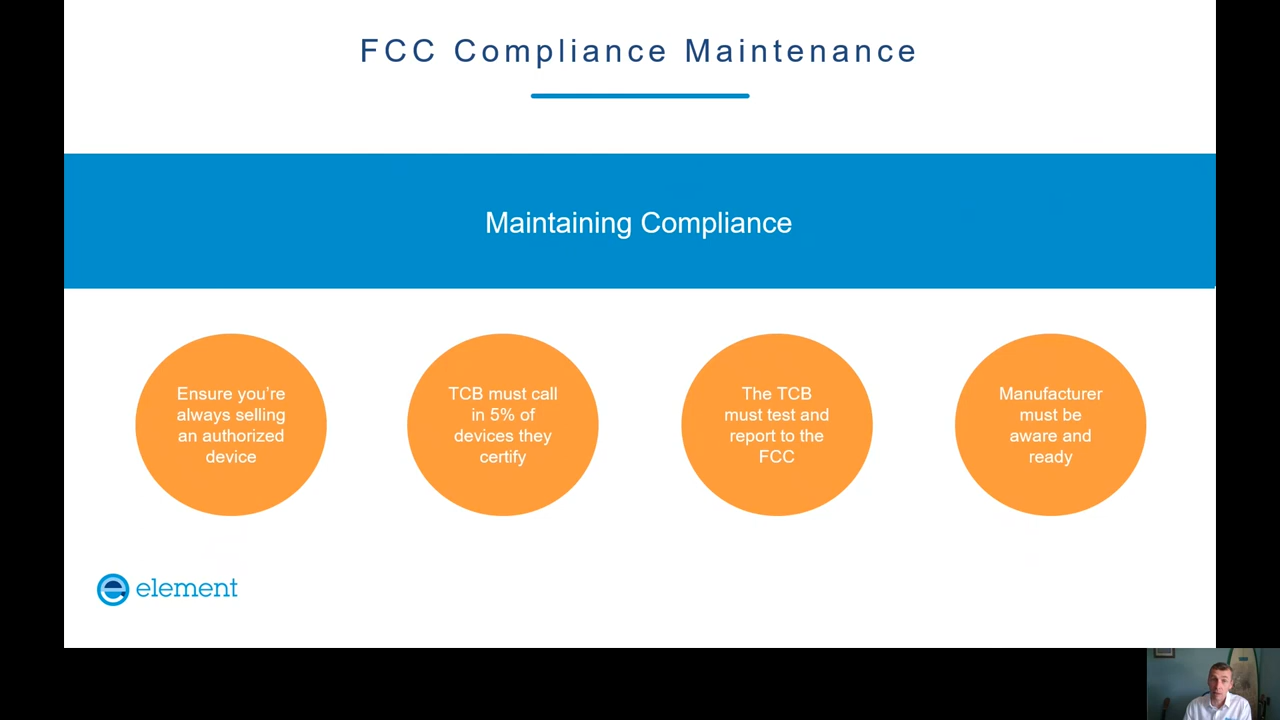 FCC Compliance Maintenance
Maintaining Compliance
Ensure you're
always selling
an authorized
device
TCB must call
in 5% of
devices they
certify
The TCB
must test and
report to the
FCC
Manufacturer
must be
aware and
ready
element